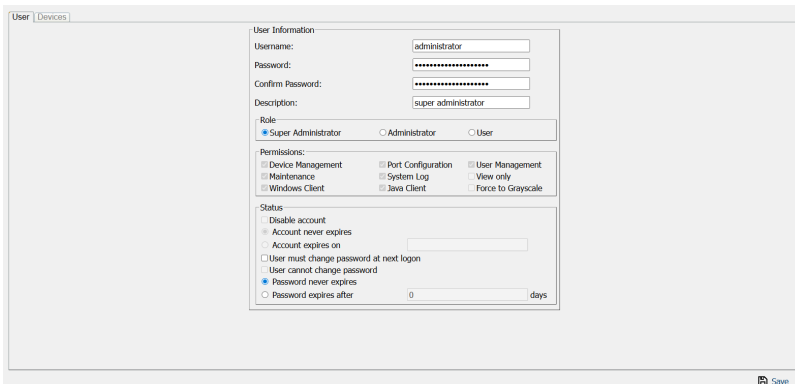 User Devices
User Information
Username: administrator
Password: ••••••••••••••••••••
Confirm Password: ••••••••••••••••••••
Description: super administrator
Role
Super Administrator Administrator User
Permissions:
Device Management Port Configuration User Management
Maintenance System Log View only
Windows Client Java Client Force to Grayscale
Status
Disable account
Account never expires
Account expires on
User must change password at next logon
User cannot change password
Password never expires
Password expires after 0 days
Save